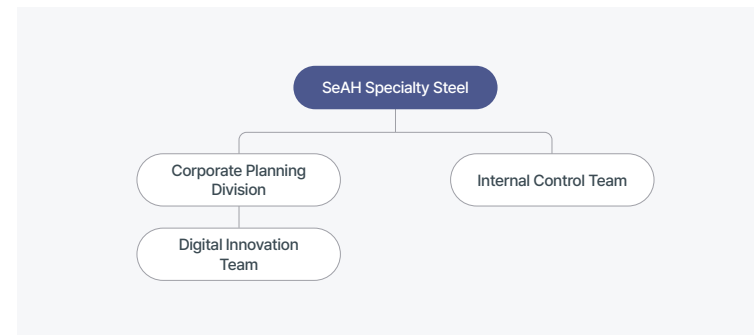 SeAH Specialty Steel
Corporate Planning
Division
Internal Control Team
Digital Innovation
Team